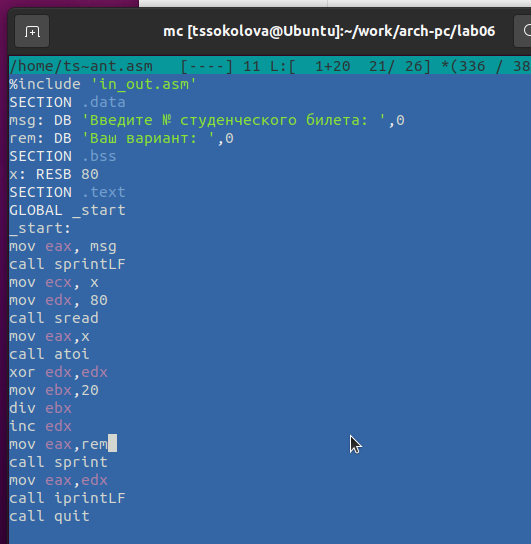 mc [tssokolova@Ubuntu]:~/work/arch-pc/lab06
/home/ts~ant.asm   [----] 11 L:[  1+20  21/ 26] *(336 / 38
%include 'in_out.asm'
SECTION .data
msg: DB 'Введите № студенческого билета: ',0
rem: DB 'Ваш вариант: ',0
SECTION .bss
x: RESB 80
SECTION .text
GLOBAL _start
_start:
mov eax, msg
call sprintLF
mov ecx, x
mov edx, 80
call sread
mov eax,x
call atoi
xor edx,edx
mov ebx,20
div ebx
inc edx
mov eax,rem
call sprint
mov eax,edx
call iprintLF
call quit